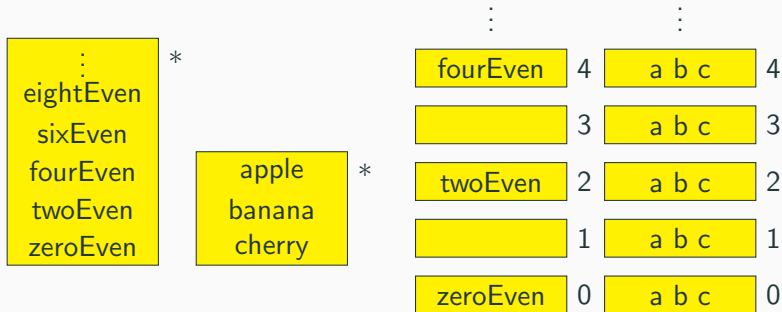 ⋮ *
eightEven
sixEven
fourEven
twoEven
zeroEven
apple *
banana
cherry
⋮ ⋮
fourEven 4 a b c 4
3 a b c 3
twoEven 2 a b c 2
1 a b c 1
zeroEven 0 a b c 0